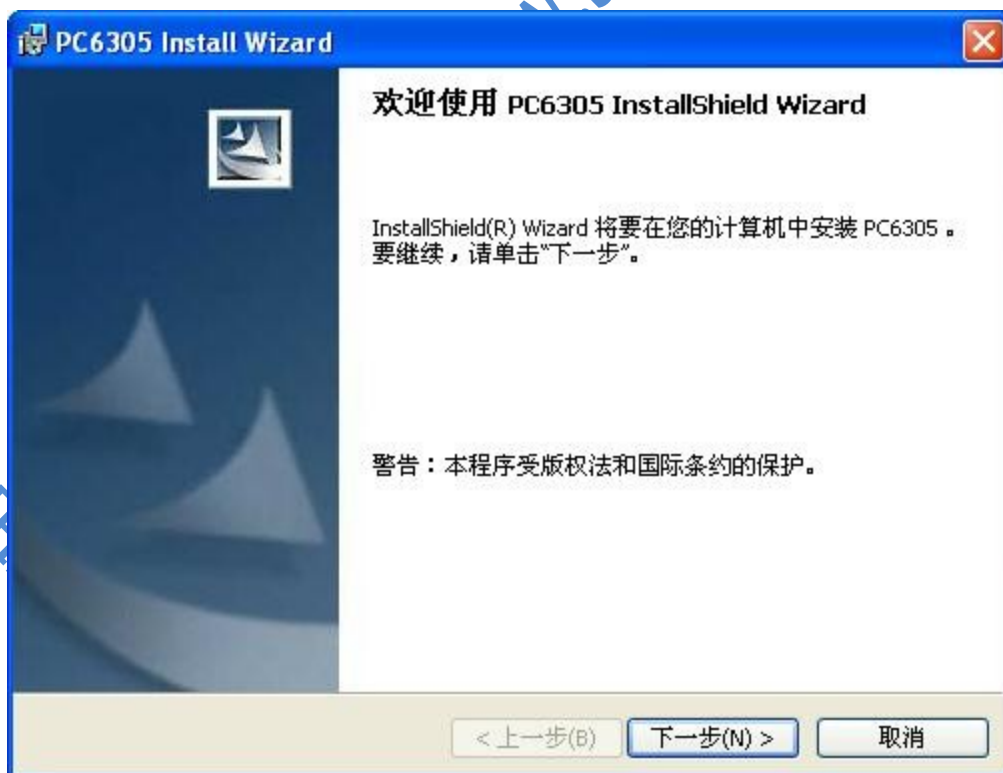 PC6305 Install Wizard
欢迎使用 PC6305 InstallShield Wizard
InstallShield(R) Wizard 将要在您的计算机中安装 PC6305 。
要继续，请单击“下一步”。
警告：本程序受版权法和国际条约的保护。
<上一步(B)
下一步(N) >
取消